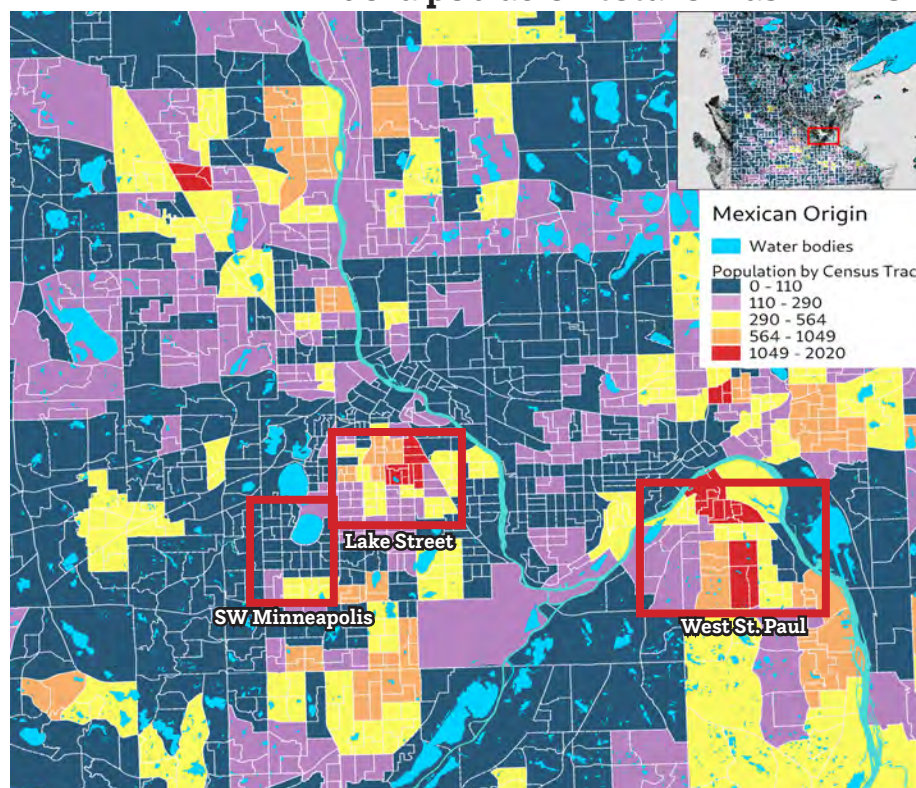 Mexican Origin
Water bodies
Population by Census Trac
0 - 110
110 - 290
290 - 564
564 - 1049
1049 - 2020
Lake Street
SW Minneapolis
West St. Paul